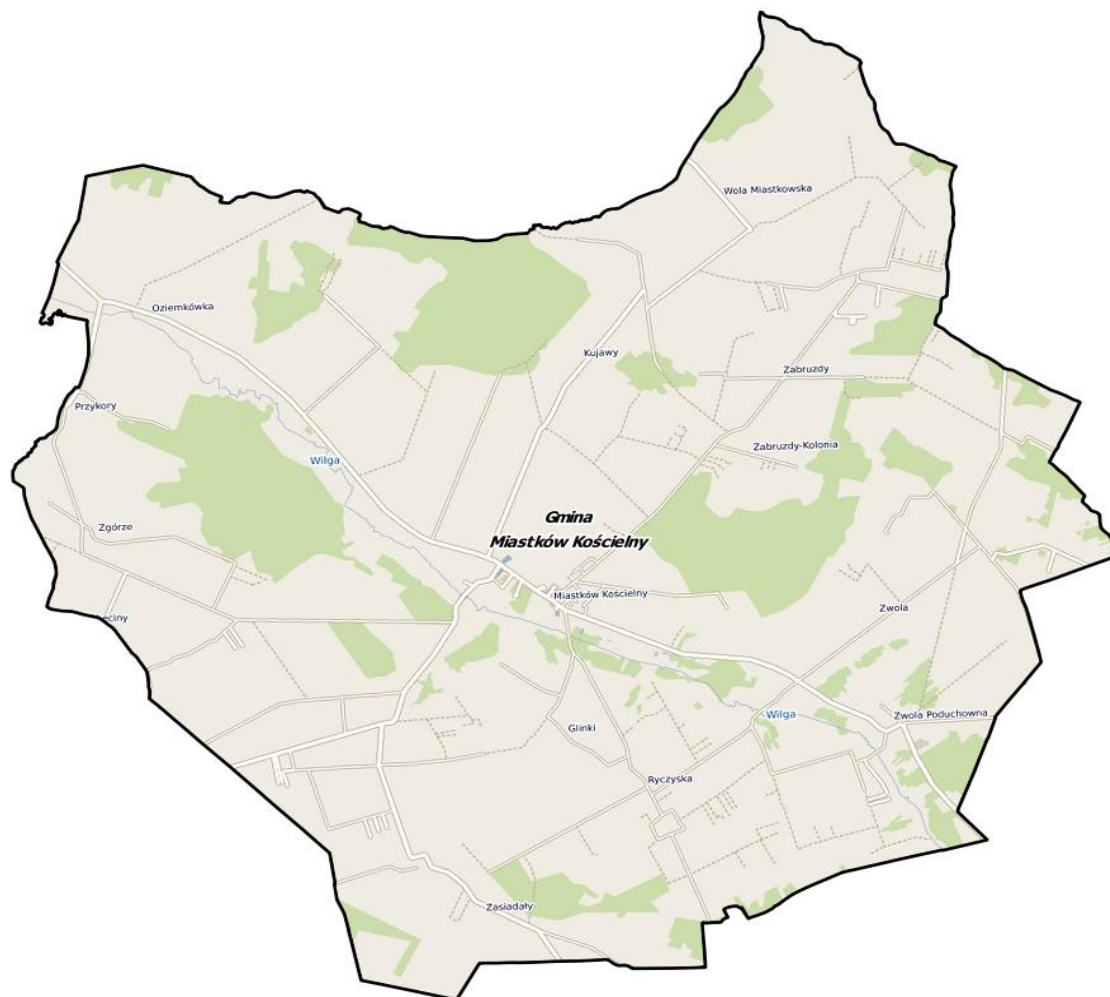 Wola Miastkowska
Oziemkówka
Kujawy
Zabruzdy
Przykory
Zabruzdy-Kolonia
Wilga
Gmina
Miastków Kościelny
Zgórze
Miastków Kościelny
Zwola
Wilga
Zwola Poduchowna
Glinki
Ryczyska
Zasiadały